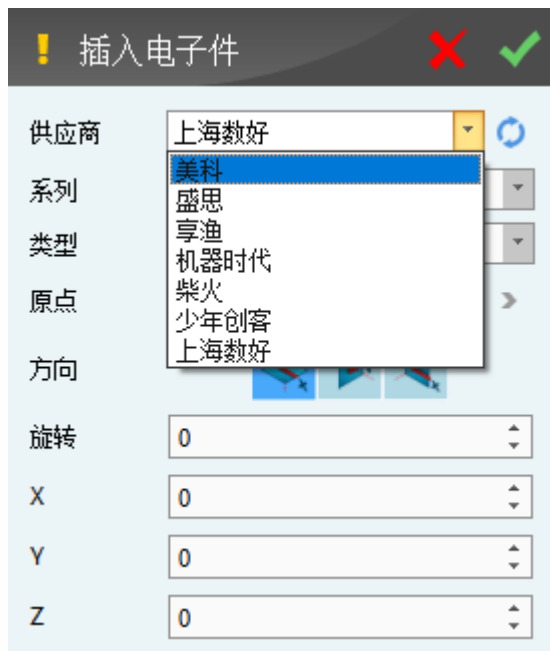 插入电子件
供应商
上海数好
美科
盛思
享渔
机器时代
柴火
少年创客
上海数好
系列
类型
原点
方向
旋转
0
X
0
Y
0
Z
0